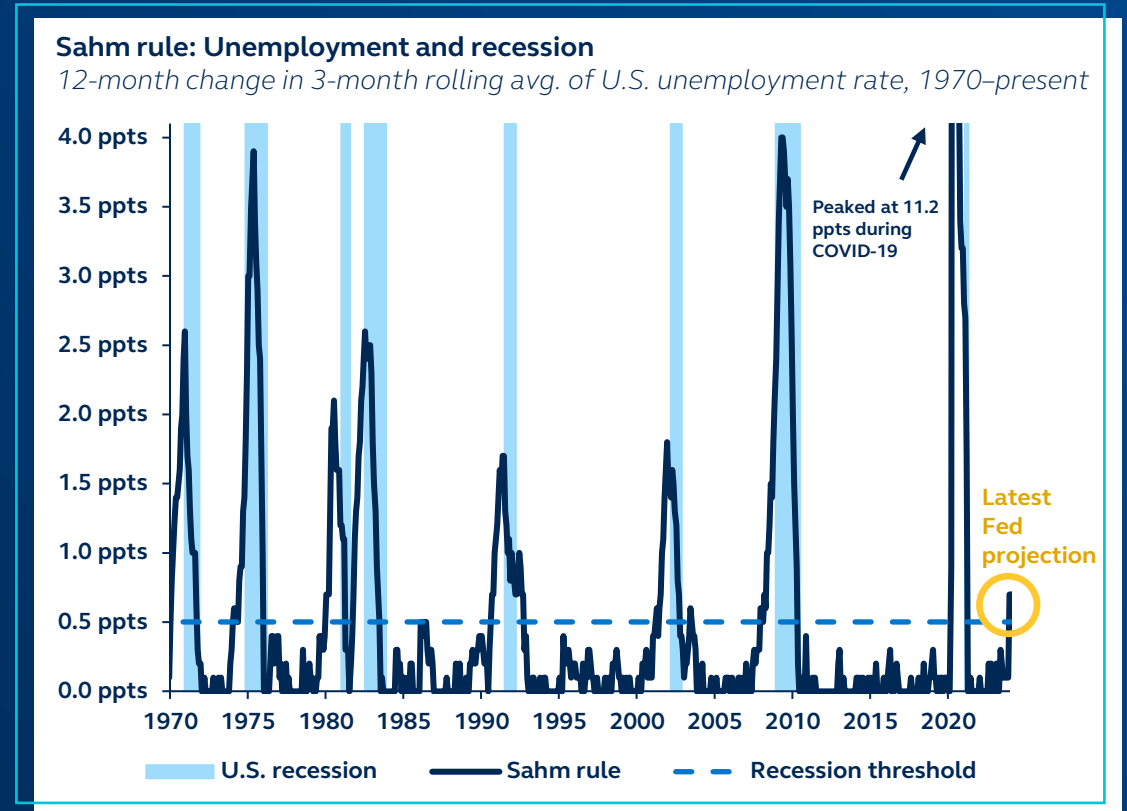 Sahm rule: Unemployment and recession
12-month change in 3-month rolling avg. of U.S. unemployment rate, 1970–present
4.0 ppts
3.5 ppts
3.0 ppts
2.5 ppts
2.0 ppts
1.5 ppts
1.0 ppts
0.5 ppts
0.0 ppts
Peaked at 11.2
ppts during
COVID-19
Latest
Fed
projection
1970 1975 1980 1985 1990 1995 2000 2005 2010 2015 2020
U.S. recession Sahm rule Recession threshold